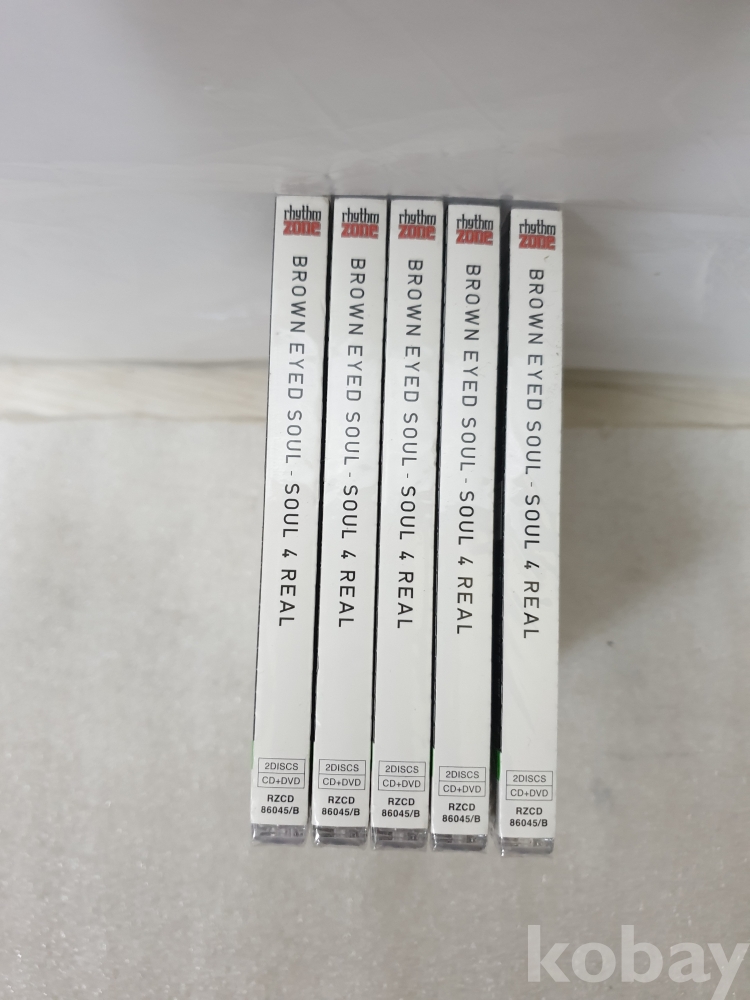 rhythm
zone
BROWN EYED SOUL - SOUL 4 REAL
2DISCS
CD+DVD
RZCD
86045/B
rhythm
zone
BROWN EYED SOUL - SOUL 4 REAL
2DISCS
CD+DVD
RZCD
86045/B
rhythm
zone
BROWN EYED SOUL - SOUL 4 REAL
2DISCS
CD+DVD
RZCD
86045/B
rhythm
zone
BROWN EYED SOUL - SOUL 4 REAL
2DISCS
CD+DVD
RZCD
86045/B
rhythm
zone
BROWN EYED SOUL - SOUL 4 REAL
2DISCS
CD+DVD
RZCD
86045/B
kobay